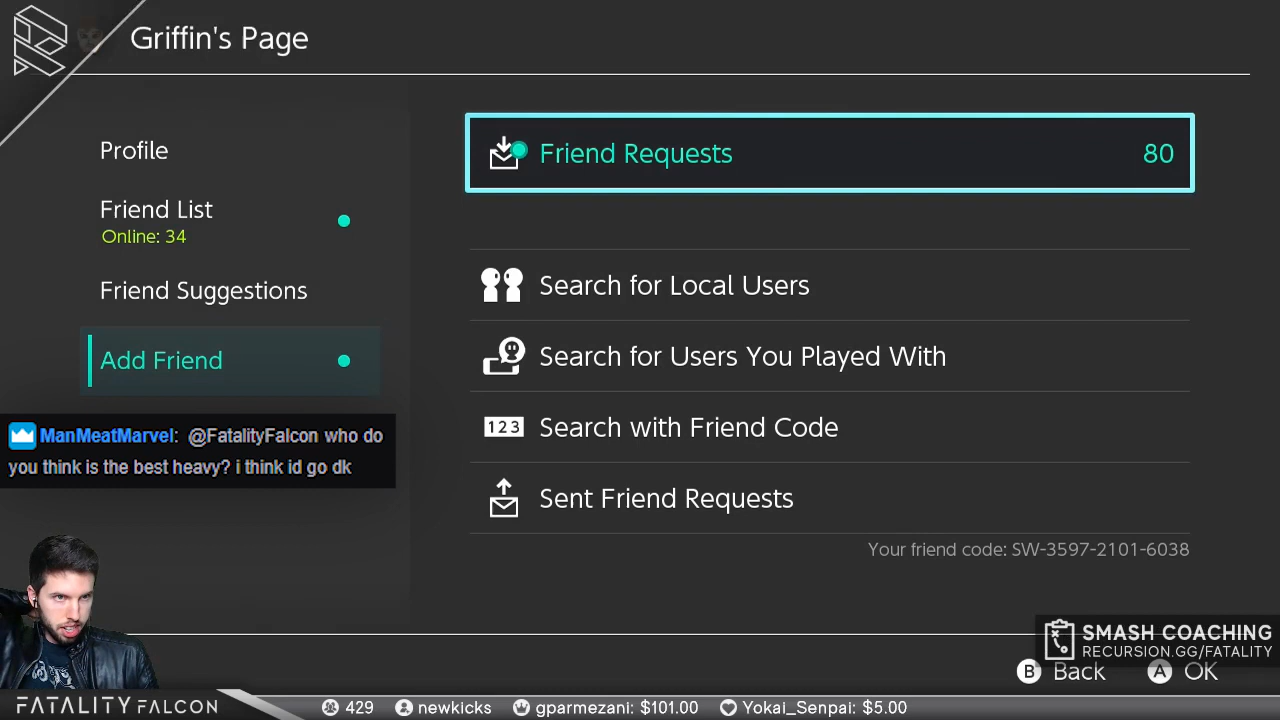 Griffin's Page
Profile
Friend List
Online: 34
Friend Suggestions
Add Friend
Friend Requests 80
Search for Local Users
Search for Users You Played With
123 Search with Friend Code
Sent Friend Requests
Your friend code: SW-3597-2101-6038
ManMeatMarvel: @FatalityFalcon who do
you think is the best heavy? i think id go dk
SMASH COACHING
RECURSION.GG/FATALITY
B Back A OK
FATALITY FALCON 429 newkicks gparmezani: $101.00 Yokai_Senpai: $5.00